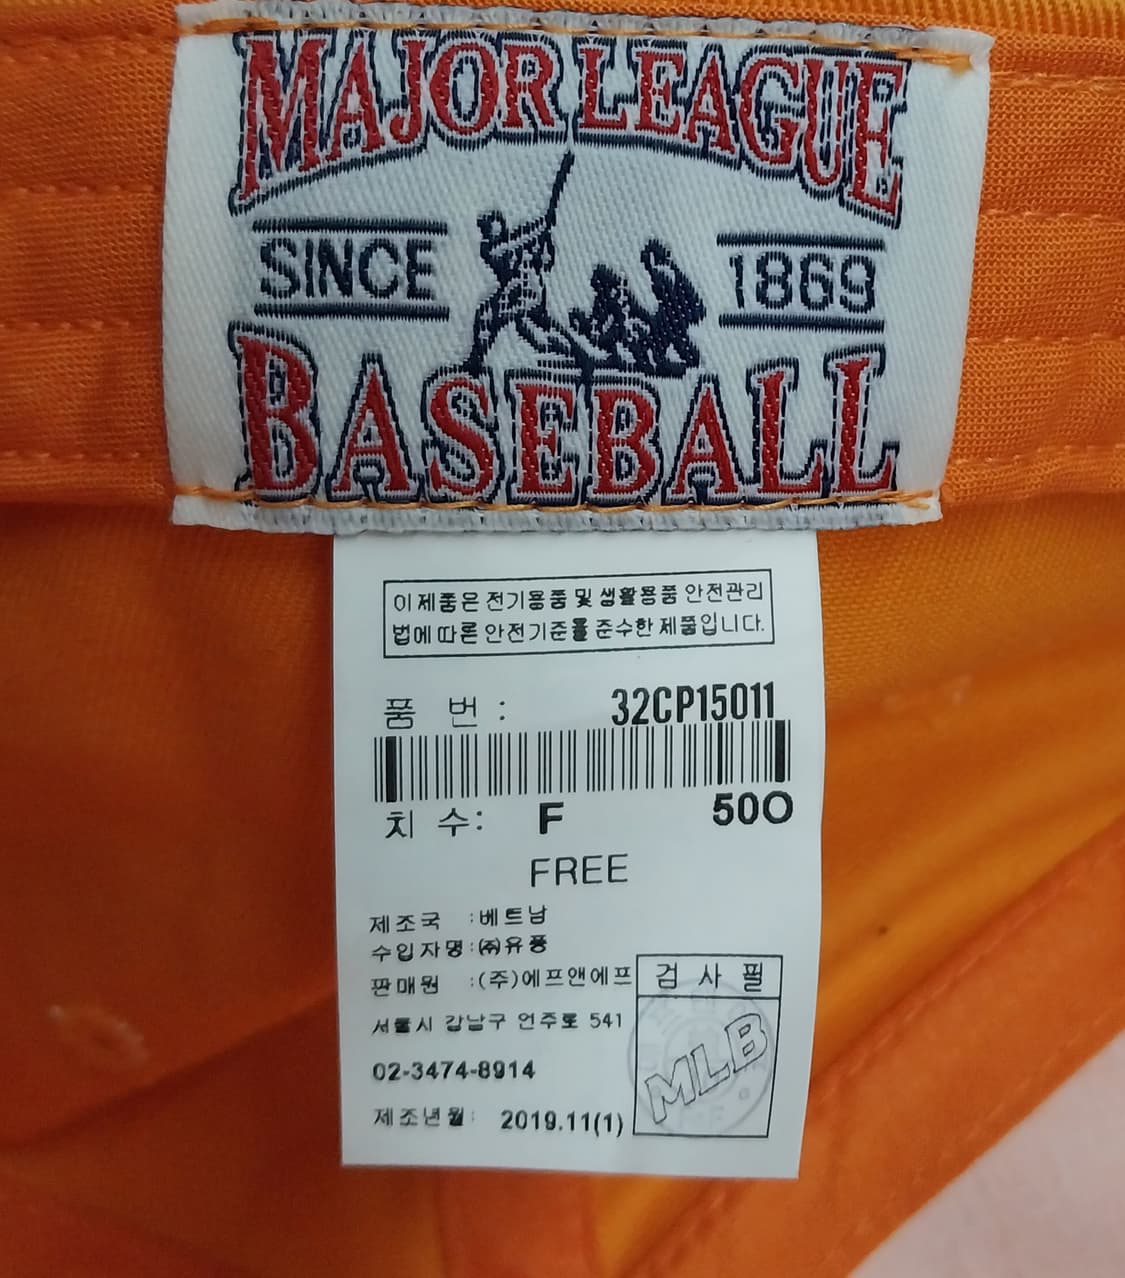 MAJOR LEAGUE
SINCE 1869
BASEBALL
이 제품은 전기용품 및 생활용품 안전관리
법에 따른 안전기준를 준수한 제품입니다.
품 번 : 32CP15011
치 수: F 50O
FREE
제조국 :베트남
수입자명:㈜유풍
판매원 :(주)에프앤에프
서울시 강남구 언주로 541
02-3474-8914
제조년월: 2019.11(1)
검 사 필
MLB